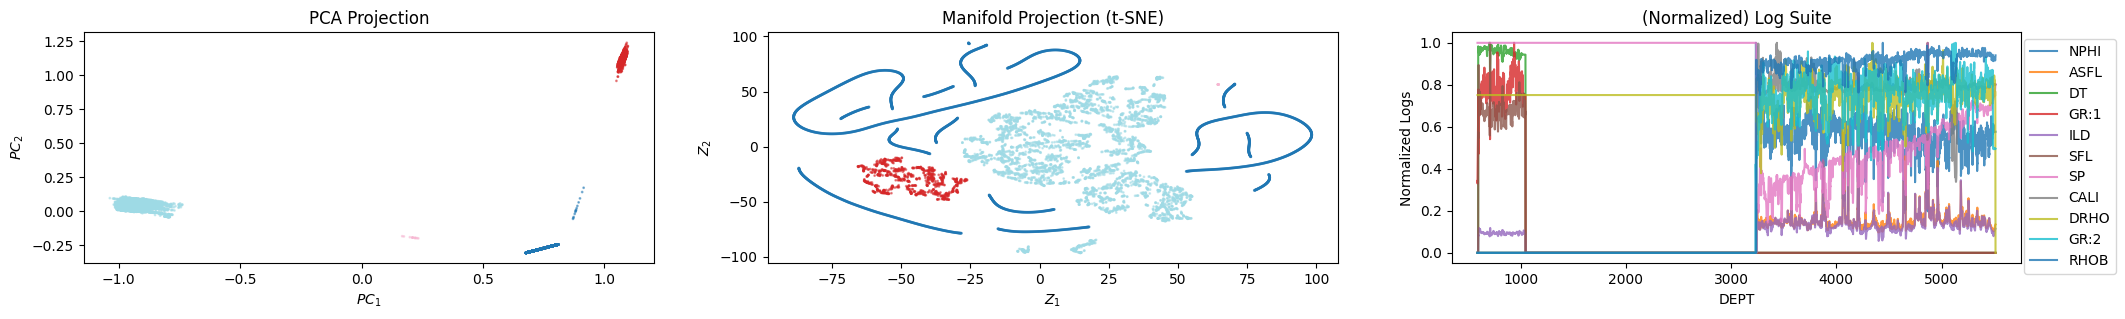 PCA Projection
1.25
1.00
0.75
0.50
0.25
0.00
−0.25
PC2
−1.0
−0.5
0.0
0.5
1.0
PC1
Manifold Projection (t-SNE)
100
50
0
−50
−100
Z2
−75
−50
−25
0
25
50
75
100
Z1
(Normalized) Log Suite
1.0
0.8
0.6
0.4
0.2
0.0
Normalized Logs
1000
2000
3000
4000
5000
DEPT
NPHI
ASFL
DT
GR:1
ILD
SFL
SP
CALI
DRHO
GR:2
RHOB